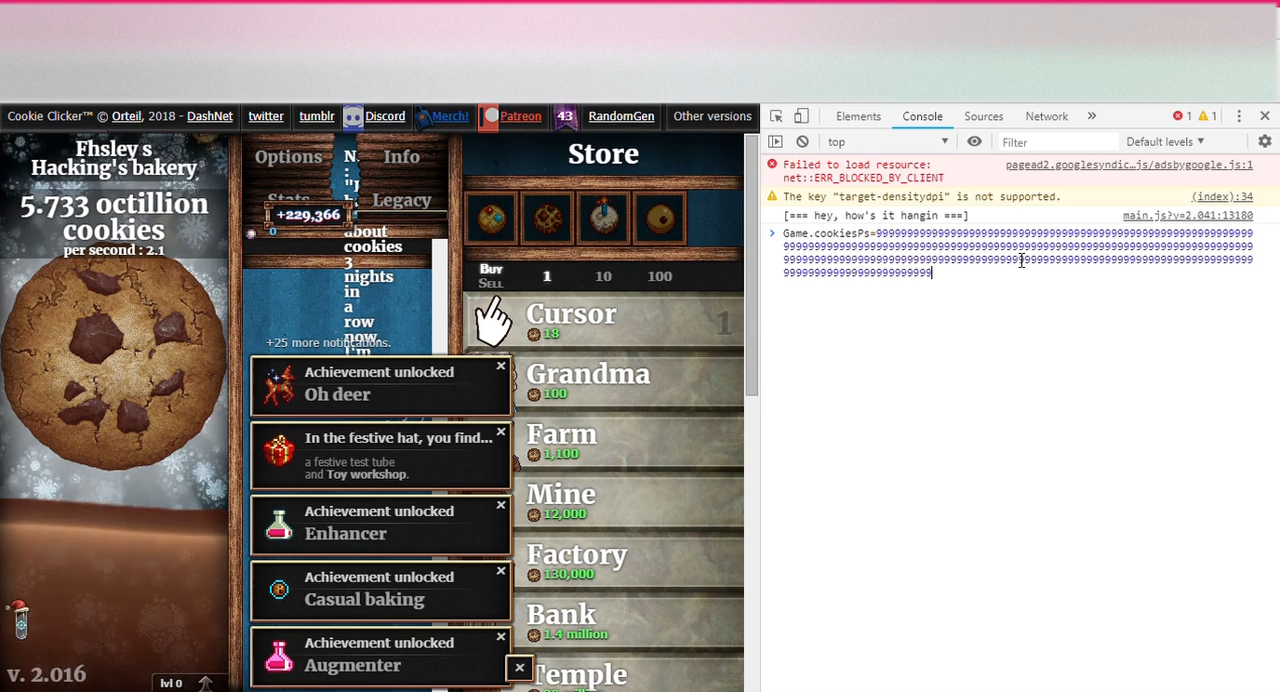 Cookie Clicker™ © Orteil, 2018 - DashNet
twitter
tumblr
Discord
Merch!
Patreon
43
RandomGen
Other versions
Fhsley s
Hacking's bakery
5.733 octillion
cookies
per second : 2.1
v. 2.016
lvl 0
Options
Stats
Info
Legacy
+229,366
0
N.
:
about
cookies
3
nights
in
a
row
now.
I'm
+25 more notifications.
Achievement unlocked
Oh deer
In the festive hat, you find...
a festive test tube
and Toy workshop.
Achievement unlocked
Enhancer
Achievement unlocked
Casual baking
Achievement unlocked
Augmenter
Store
BUY
SELL
1
10
100
Cursor
18
1
Grandma
100
Farm
1,100
Mine
12,000
Factory
130,000
Bank
1.4 million
Temple
Elements
Console
Sources
Network
»
1
1
top
Filter
Default levels
Failed to load resource: pagead2.googlesyndic…js/adsbygoogle.js:1
net::ERR_BLOCKED_BY_CLIENT
The key "target-densitydpi" is not supported. (index):34
[=== hey, how's it hangin ===] main.js?v=2.041:13180
Game.cookiesPs=